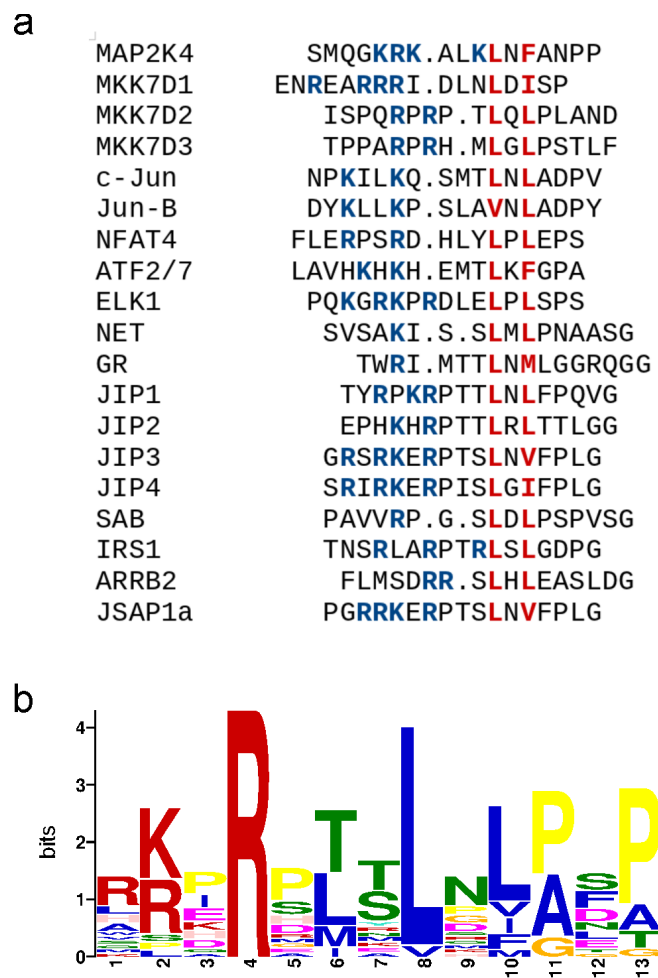 a
MAP2K4 SMQGKRK.ALKLNFANPP
MKK7D1 ENREARRRI.DLNLDISP
MKK7D2 ISPQRPRP.TLQLPLAND
MKK7D3 TPPARPRH.MLGLPSTLF
c-Jun NPKILKQ.SMTLNLADPV
Jun-B DYKLLKP.SLAVNLADPY
NFAT4 FLERPSRD.HLYLPLEPS
ATF2/7 LAVHKHKH.EMTLKFGPA
ELK1 PQKGRKPRDLELPLSPS
NET SVSAKI.S.SLMLPNAASG
GR TWRI.MTTLNMLGGRQGG
JIP1 TYRPKRPTTLNLFPQVG
JIP2 EPHKHRPTTLRLTTLGG
JIP3 GRSRKERPTSLNVFPLG
JIP4 SRIRKERPISLGIFPLG
SAB PAVVRP.G.SLDLPSPVSG
IRS1 TNSRLARPTRLSLGDPG
ARRB2 FLMSDRR.SLHLEASLDG
JSAP1a PGRRKERPTSLNVFPLG
b
bits
4
3
2
1
0
1 2 3 4 5 6 7 8 9 10 11 12 13